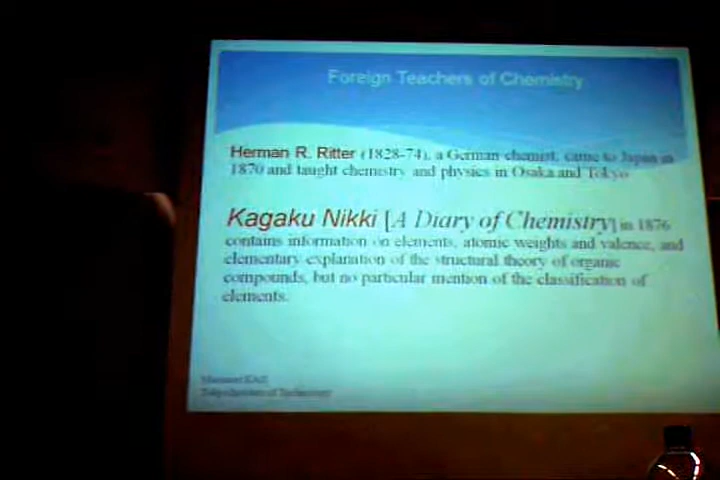 Foreign Teachers of Chemistry
Herman R. Ritter (1828-74), a German chemist, came to Japan in
1870 and taught chemistry and physics in Osaka and Tokyo
Kagaku Nikki [A Diary of Chemistry] in 1876
contains information on elements, atomic weights and valence, and
elementary explanation of the structural theory of organic
compounds, but no particular mention of the classification of
elements.
Masanori KAJI
Tokyo Institute of Technology